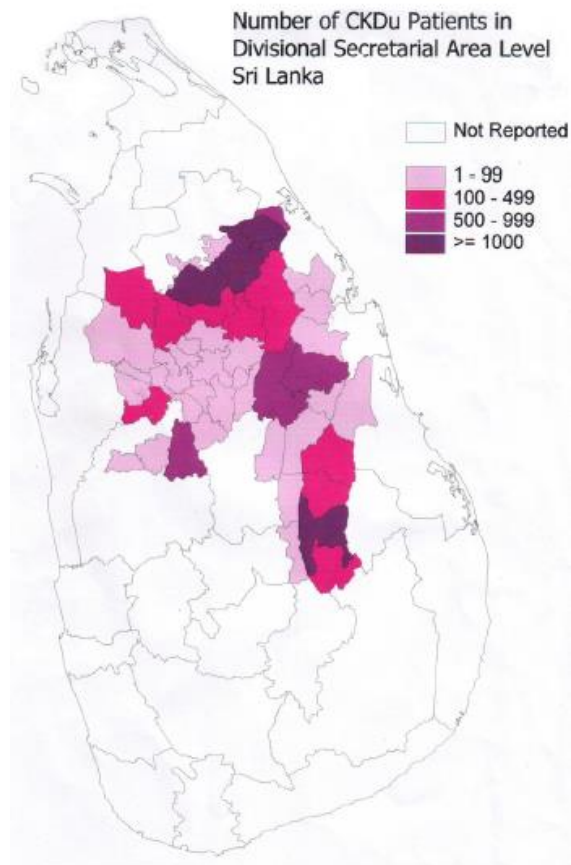 Number of CKDu Patients in
Divisional Secretarial Area Level
Sri Lanka
Not Reported
1 - 99
100 - 499
500 - 999
>= 1000